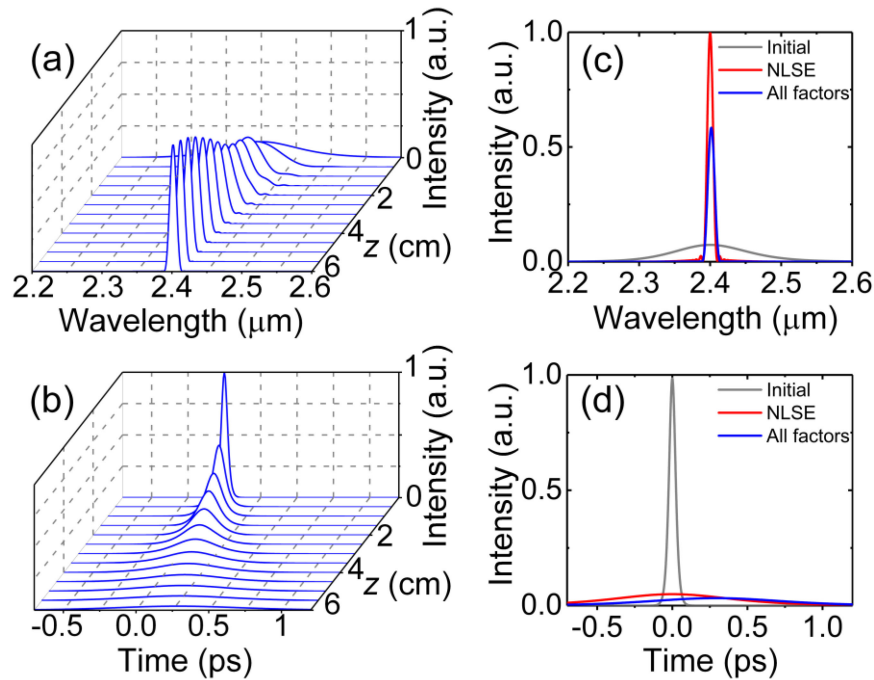 (a)
1
Intensity (a.u.)
0
2
4
6
z (cm)
2.2 2.3 2.4 2.5 2.6
Wavelength (μm)
(b)
1
Intensity (a.u.)
0
2
4
6
z (cm)
-0.5 0.0 0.5 1
Time (ps)
(c)
Initial
NLSE
All factors
1.0
0.5
0.0
Intensity (a.u.)
2.2 2.3 2.4 2.5 2.6
Wavelength (μm)
(d)
Initial
NLSE
All factors
1.0
0.5
0.0
Intensity (a.u.)
-0.5 0.0 0.5 1.0
Time (ps)